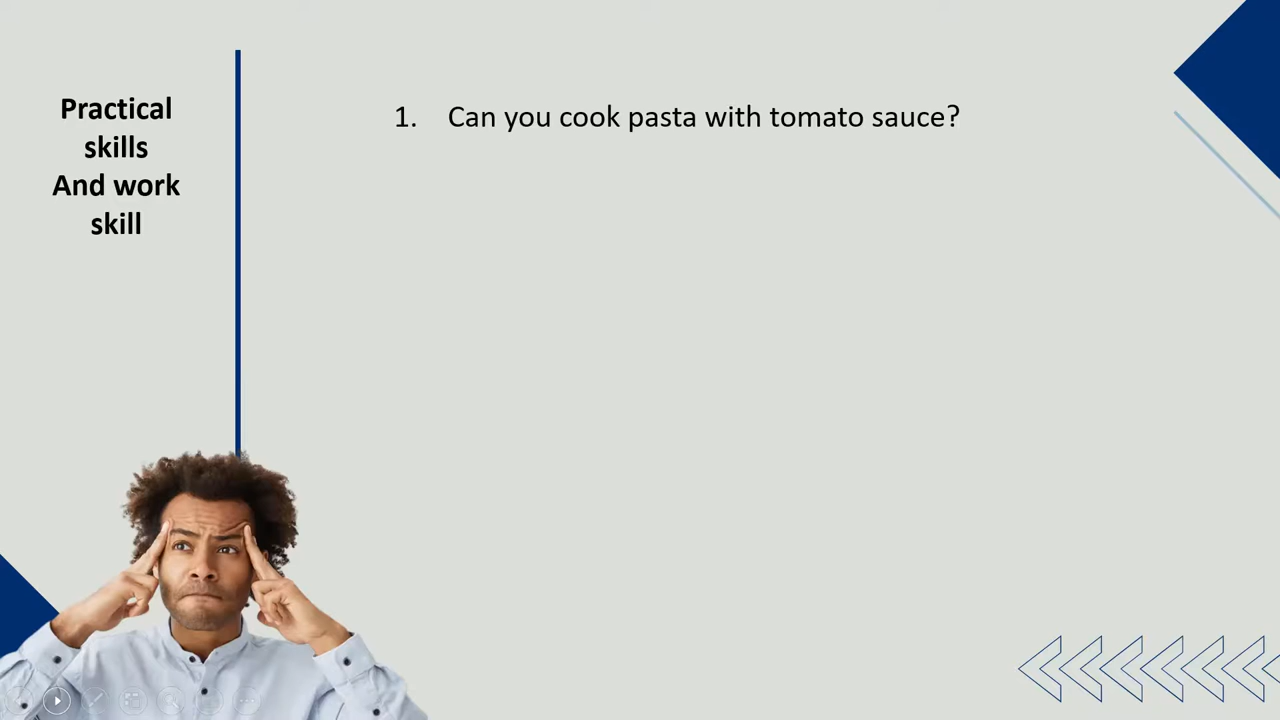 Practical
skills
And work
skill
1. Can you cook pasta with tomato sauce?